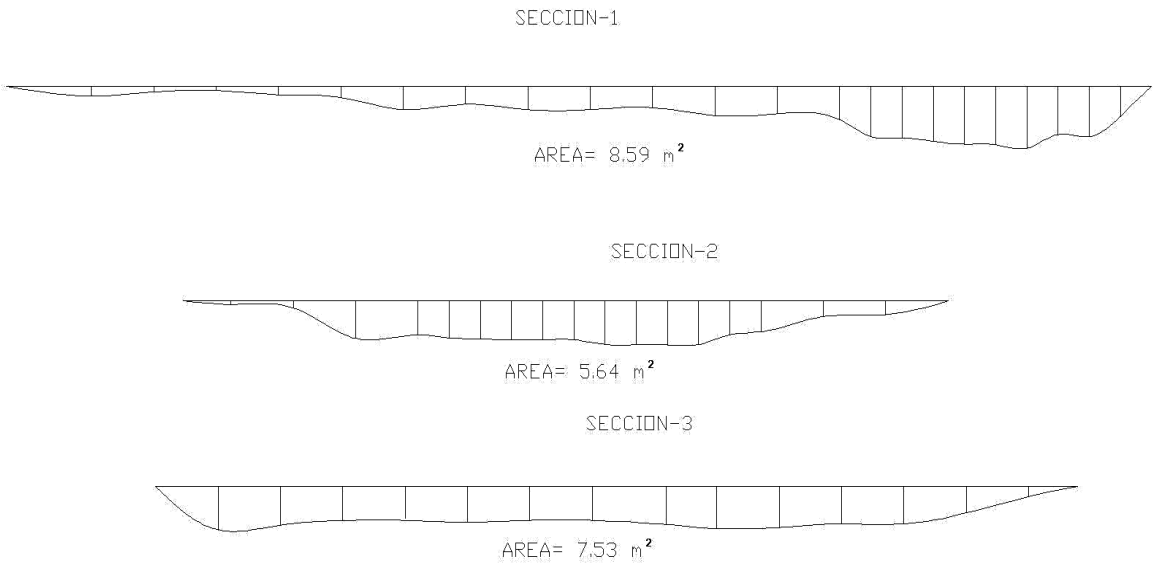 SECCION-1
AREA= 8.59 m²
SECCION-2
AREA= 5.64 m²
SECCION-3
AREA= 7.53 m²